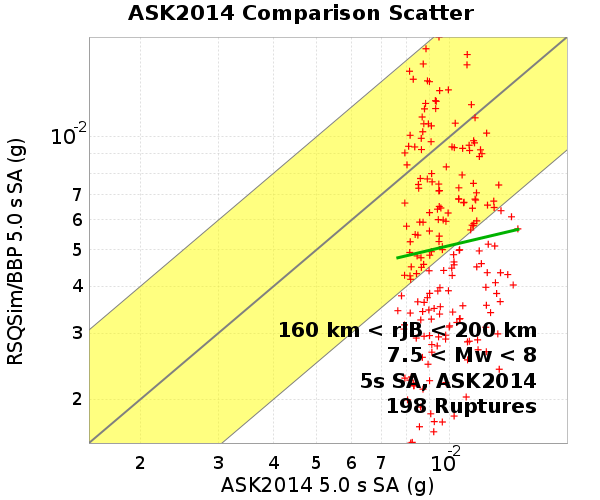 ASK2014 Comparison Scatter
RSQSim/BBP 5.0 s SA (g)
10-2
7
6
5
4
3
2
160 km < rJB < 200 km
7.5 < Mw < 8
5s SA, ASK2014
198 Ruptures
2 3 4 5 6 7 10-2
ASK2014 5.0 s SA (g)